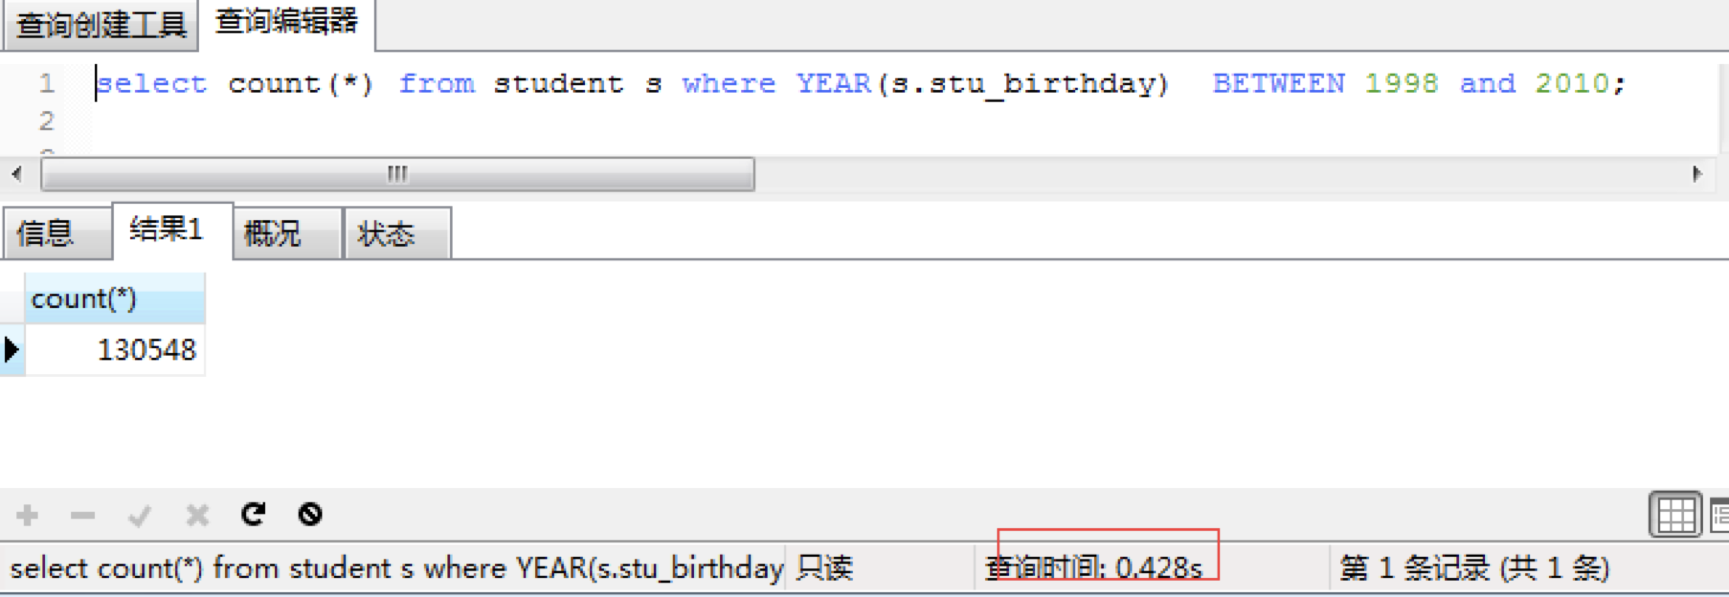 查询创建工具 查询编辑器
1 select count(*) from student s where YEAR(s.stu_birthday)  BETWEEN 1998 and 2010;
2
信息 结果1 概况 状态
count(*)
130548
select count(*) from student s where YEAR(s.stu_birthday 只读 查询时间: 0.428s 第 1 条记录 (共 1 条)